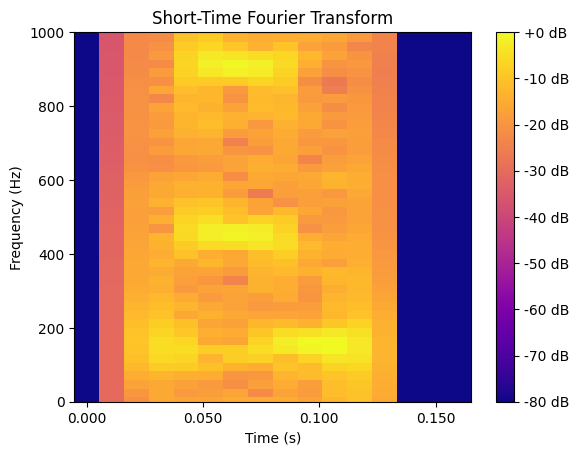 Short-Time Fourier Transform
1000
800
600
400
200
0
Frequency (Hz)
0.000
0.050
0.100
0.150
Time (s)
+0 dB
-10 dB
-20 dB
-30 dB
-40 dB
-50 dB
-60 dB
-70 dB
-80 dB